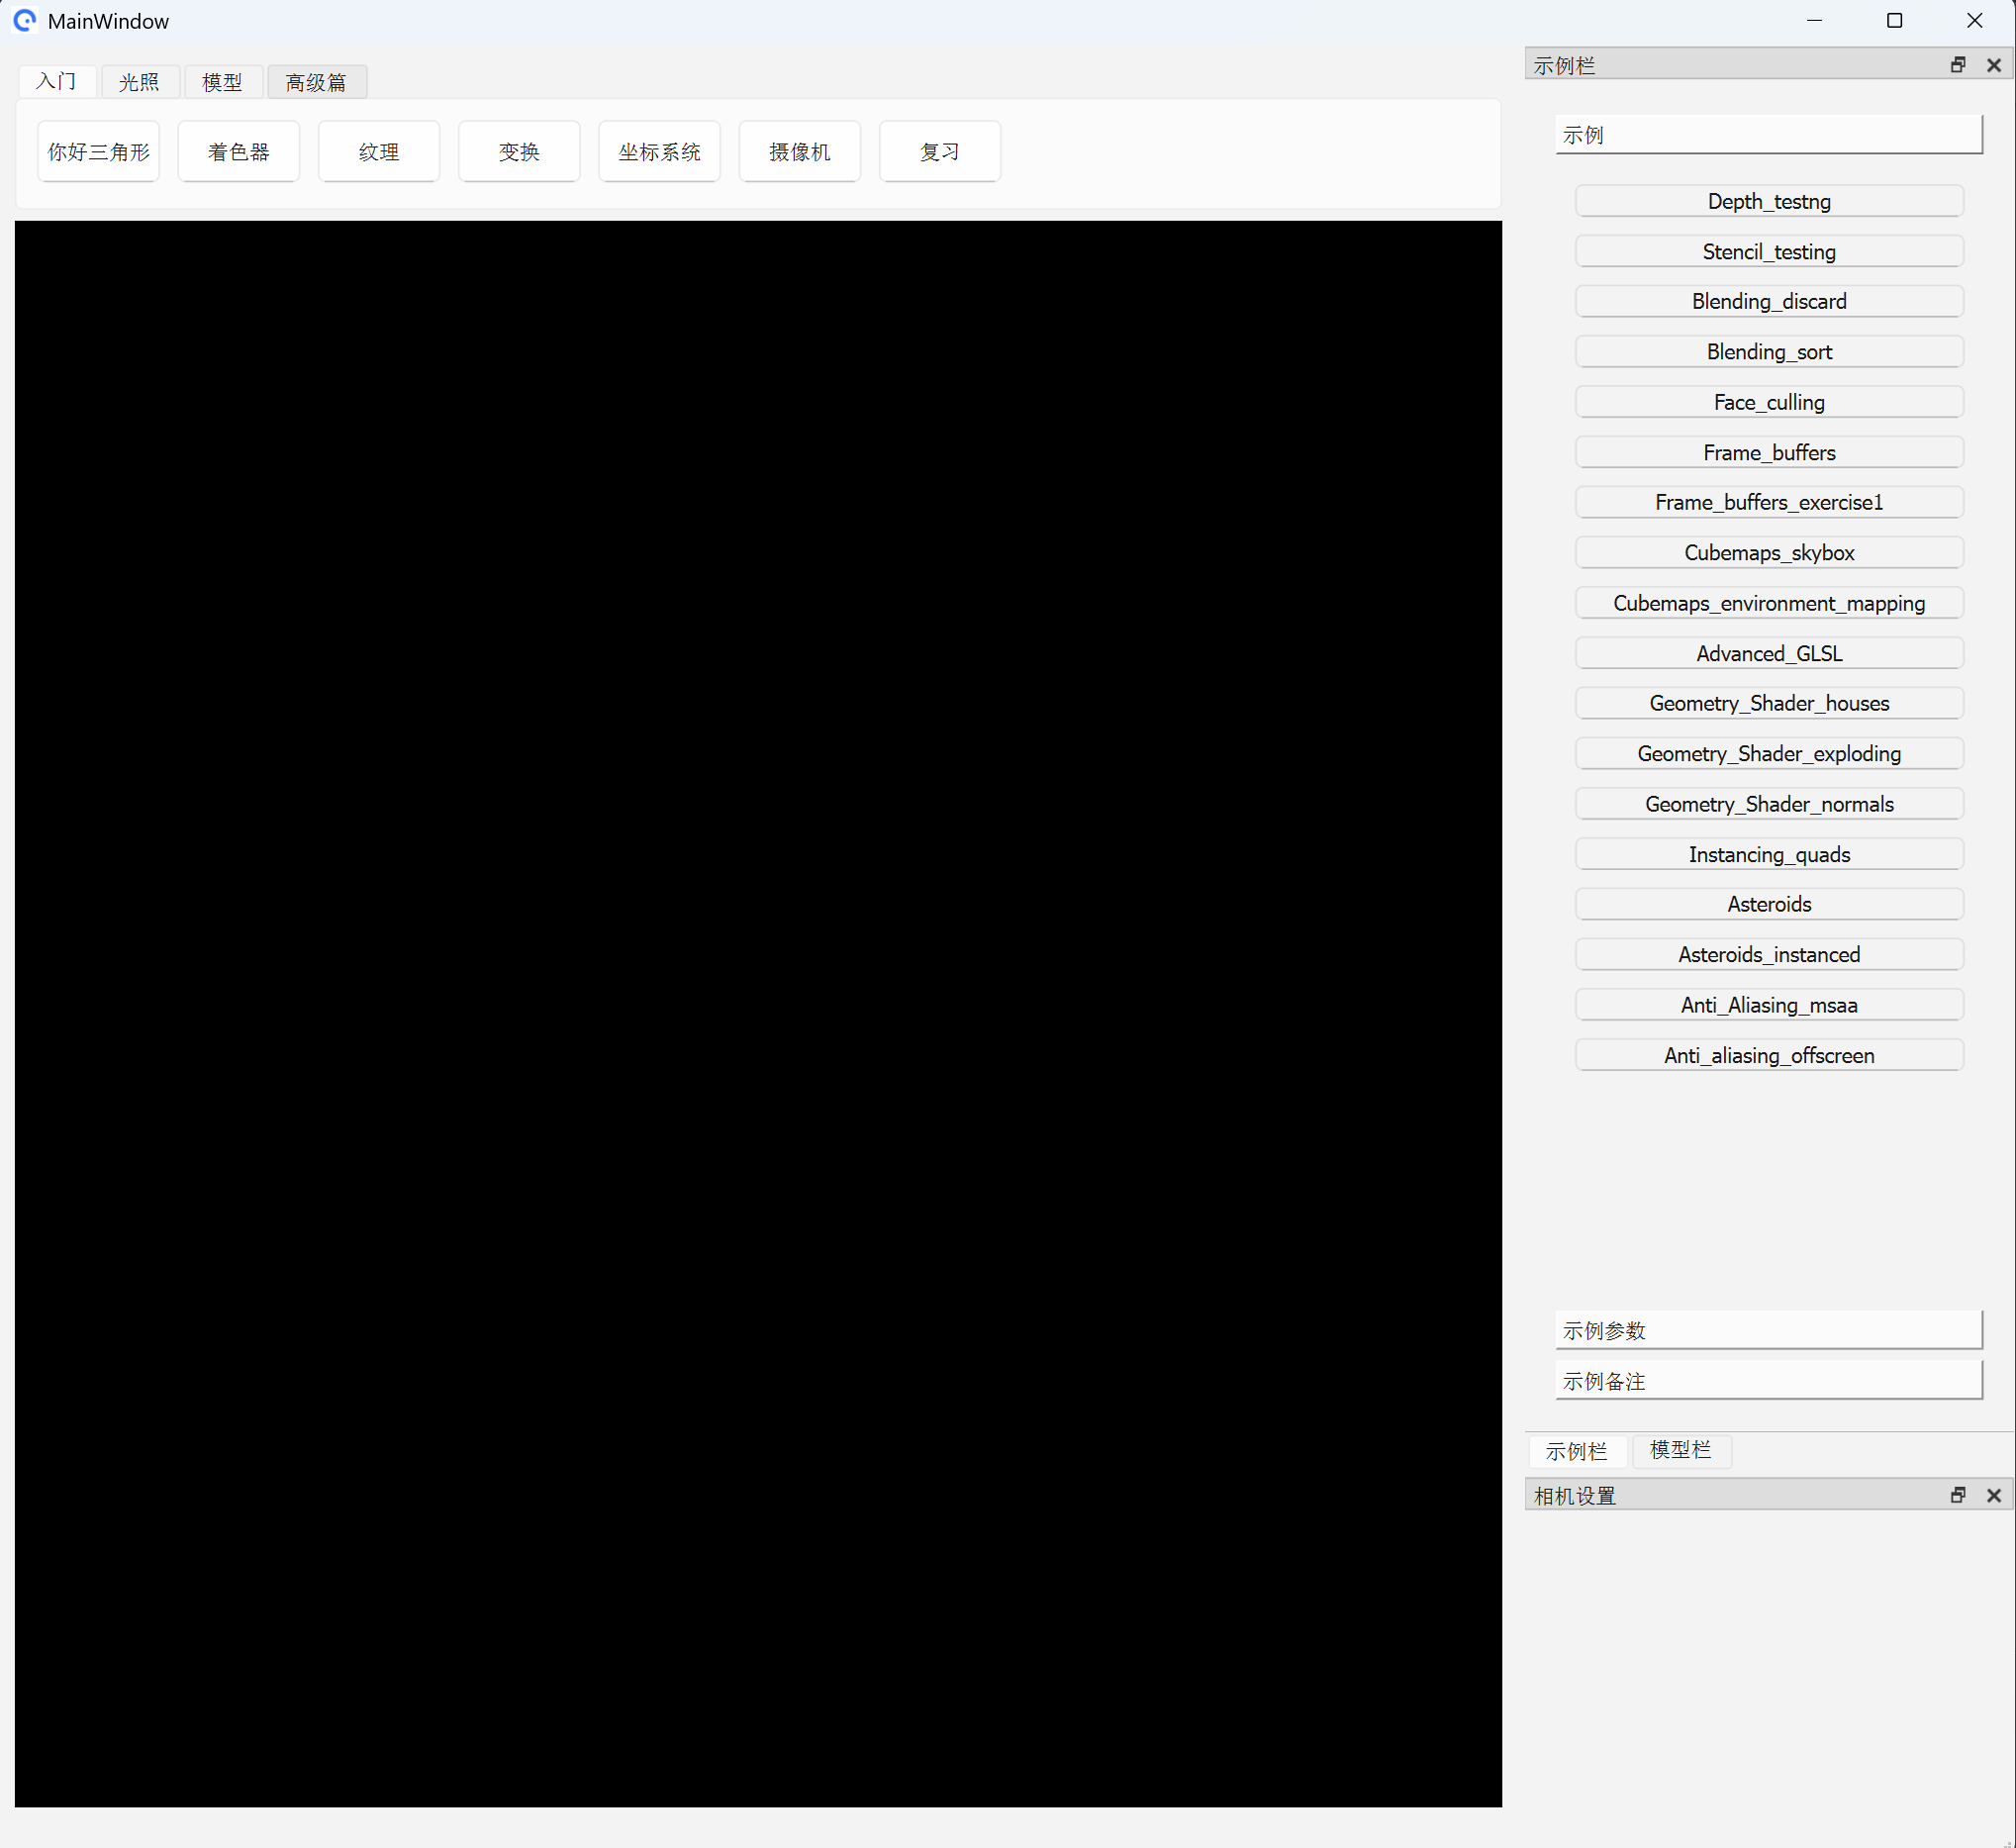 MainWindow
入门 光照 模型 高级篇
你好三角形 着色器 纹理 变换 坐标系统 摄像机 复习
示例栏
示例
Depth_testng
Stencil_testing
Blending_discard
Blending_sort
Face_culling
Frame_buffers
Frame_buffers_exercise1
Cubemaps_skybox
Cubemaps_environment_mapping
Advanced_GLSL
Geometry_Shader_houses
Geometry_Shader_exploding
Geometry_Shader_normals
Instancing_quads
Asteroids
Asteroids_instanced
Anti_Aliasing_msaa
Anti_aliasing_offscreen
示例参数
示例备注
示例栏 模型栏
相机设置